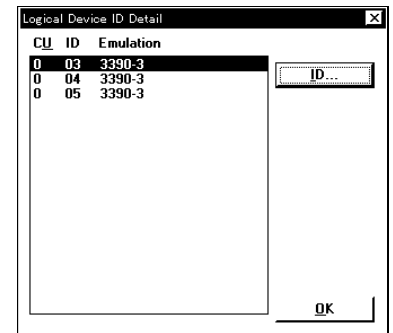 Logical Device ID Detail
CU ID Emulation
0 03 3390-3
0 04 3390-3
0 05 3390-3
ID...
OK